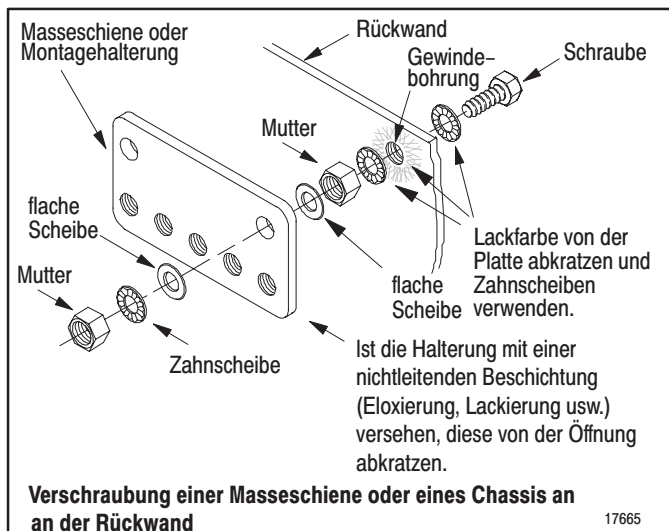 Masseschiene oder
Montagehalterung
Rückwand
Gewinde–
bohrung
Schraube
Mutter
flache
Scheibe
Mutter
Zahnscheibe
flache
Scheibe
Lackfarbe von der
Platte abkratzen und
Zahnscheiben
verwenden.
Ist die Halterung mit einer
nichtleitenden Beschichtung
(Eloxierung, Lackierung usw.)
versehen, diese von der Öffnung
abkratzen.
Verschraubung einer Masseschiene oder eines Chassis an
an der Rückwand
17665